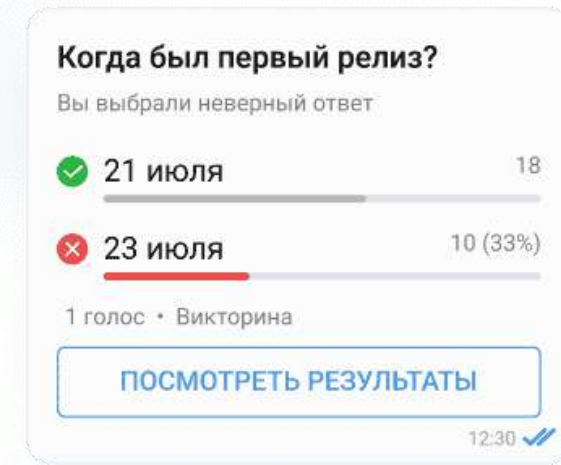 Когда был первый релиз?
Вы выбрали неверный ответ
21 июля 18
23 июля 10 (33%)
1 голос • Викторина
ПОСМОТРЕТЬ РЕЗУЛЬТАТЫ
12:30